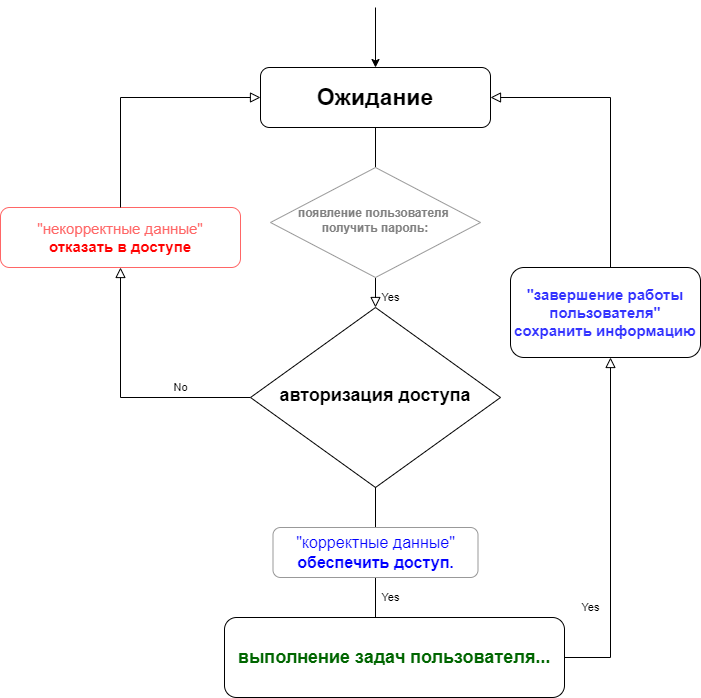 Ожидание
появление пользователя
получить пароль:
"некорректные данные"
отказать в доступе
Yes
"завершение работы
пользователя"
сохранить информацию
No
авторизация доступа
"корректные данные"
обеспечить доступ.
Yes
Yes
выполнение задач пользователя...